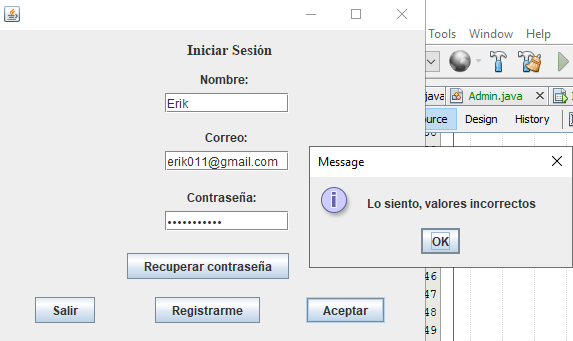 Iniciar Sesión
Nombre:
Erik
Correo:
erik011@gmail.com
Contraseña:
•••••••••••
Recuperar contraseña
Salir
Registrarme
Aceptar
Tools Window Help
java
Admin.java
Design
History
Message
Lo siento, valores incorrectos
OK
46
47
48
49